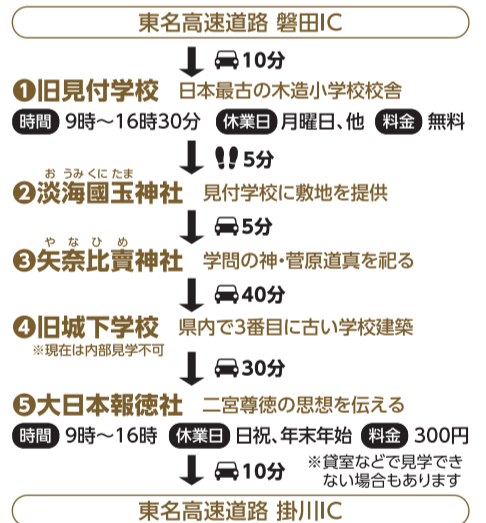 東名高速道路 磐田IC
10分
❶旧見付学校 日本最古の木造小学校校舎
時間 9時〜16時30分 休業日 月曜日、他 料金 無料
5分
お うみ くに たま
❷淡海國玉神社 見付学校に敷地を提供
5分
や な ひ め
❸矢奈比賣神社 学問の神・菅原道真を祀る
40分
❹旧城下学校 県内で3番目に古い学校建築
※現在は内部見学不可
30分
❺大日本報徳社 二宮尊徳の思想を伝える
時間 9時〜16時 休業日 日祝、年末年始 料金 300円
10分 ※貸室などで見学でき
ない場合もあります
東名高速道路 掛川IC